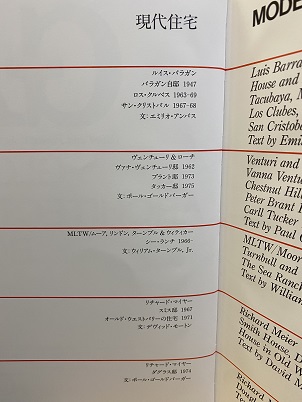 現代住宅
ルイス・バラガン
バラガン自邸 1947
ロス・クルベス 1963-69
サン・クリストバル 1967-68
文:エミリオ・アンバス
ヴェンチューリ&ローチ
ヴァナ・ヴェンチューリ邸 1962
ブラント邸 1973
タッカー邸 1975
文:ポール・ゴールドバーガー
MLTW/ムーア, リンドン, ターンブル&ウィテイカー
シー・ランチ 1966-
文:ウィリアム・ターンブル, Jr.
リチャード・マイヤー
スミス邸 1967
オールド・ウエストバリーの住宅 1971
文:デヴィッド・モートン
リチャード・マイヤー
ダグラス邸 1974
文:ポール・ゴールドバーガー
MODE
Luis Barra
House and
Tacubaya, M
Los Clubes,
San Cristoba
Text by Emi
Venturi and
Vanna Ventur
Chestnut Hill
Peter Brant
Carll Tucker
Text by Paul
MLTW/Moor
Turnbull and
The Sea Ranch
Text by William
Richard Meier
Smith House, D
House in Old W
Text by David M
Richard Meier
Doug
Text